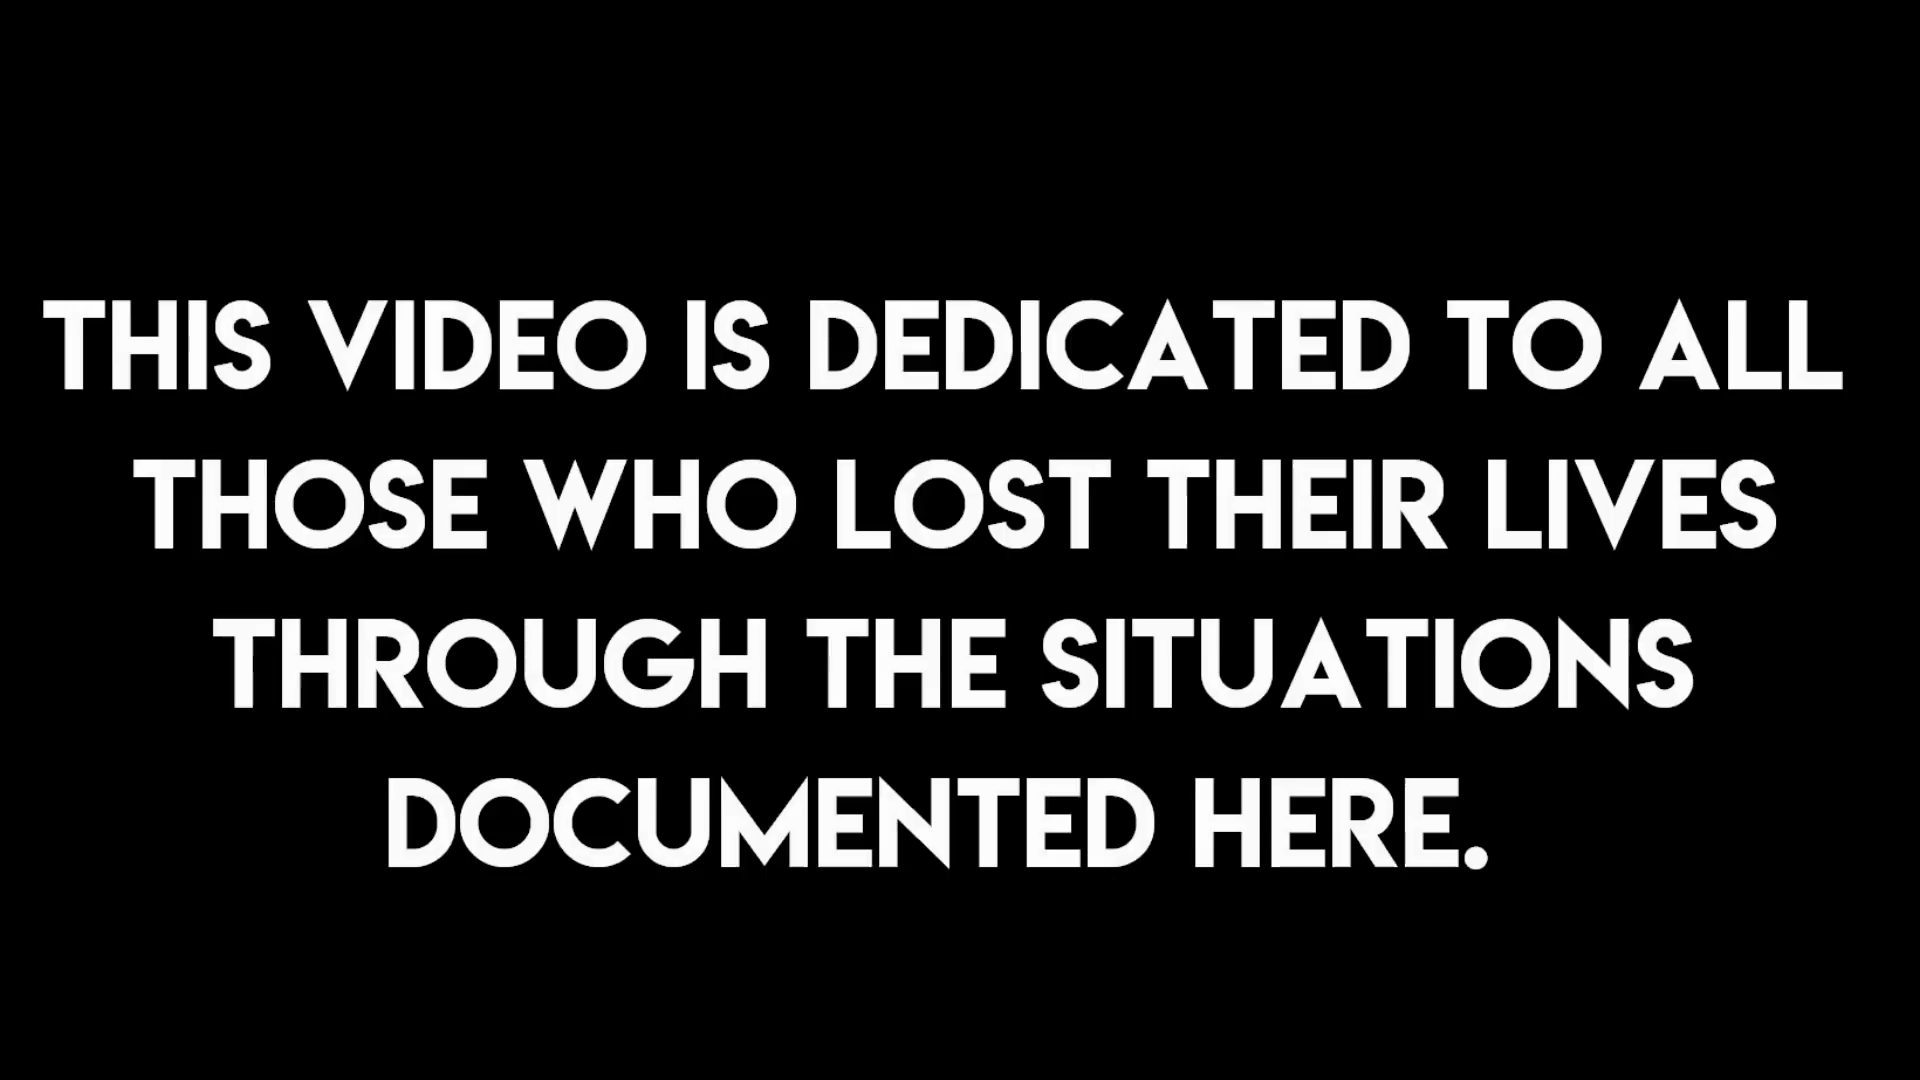 THIS VIDEO IS DEDICATED TO ALL
THOSE WHO LOST THEIR LIVES
THROUGH THE SITUATIONS
DOCUMENTED HERE.